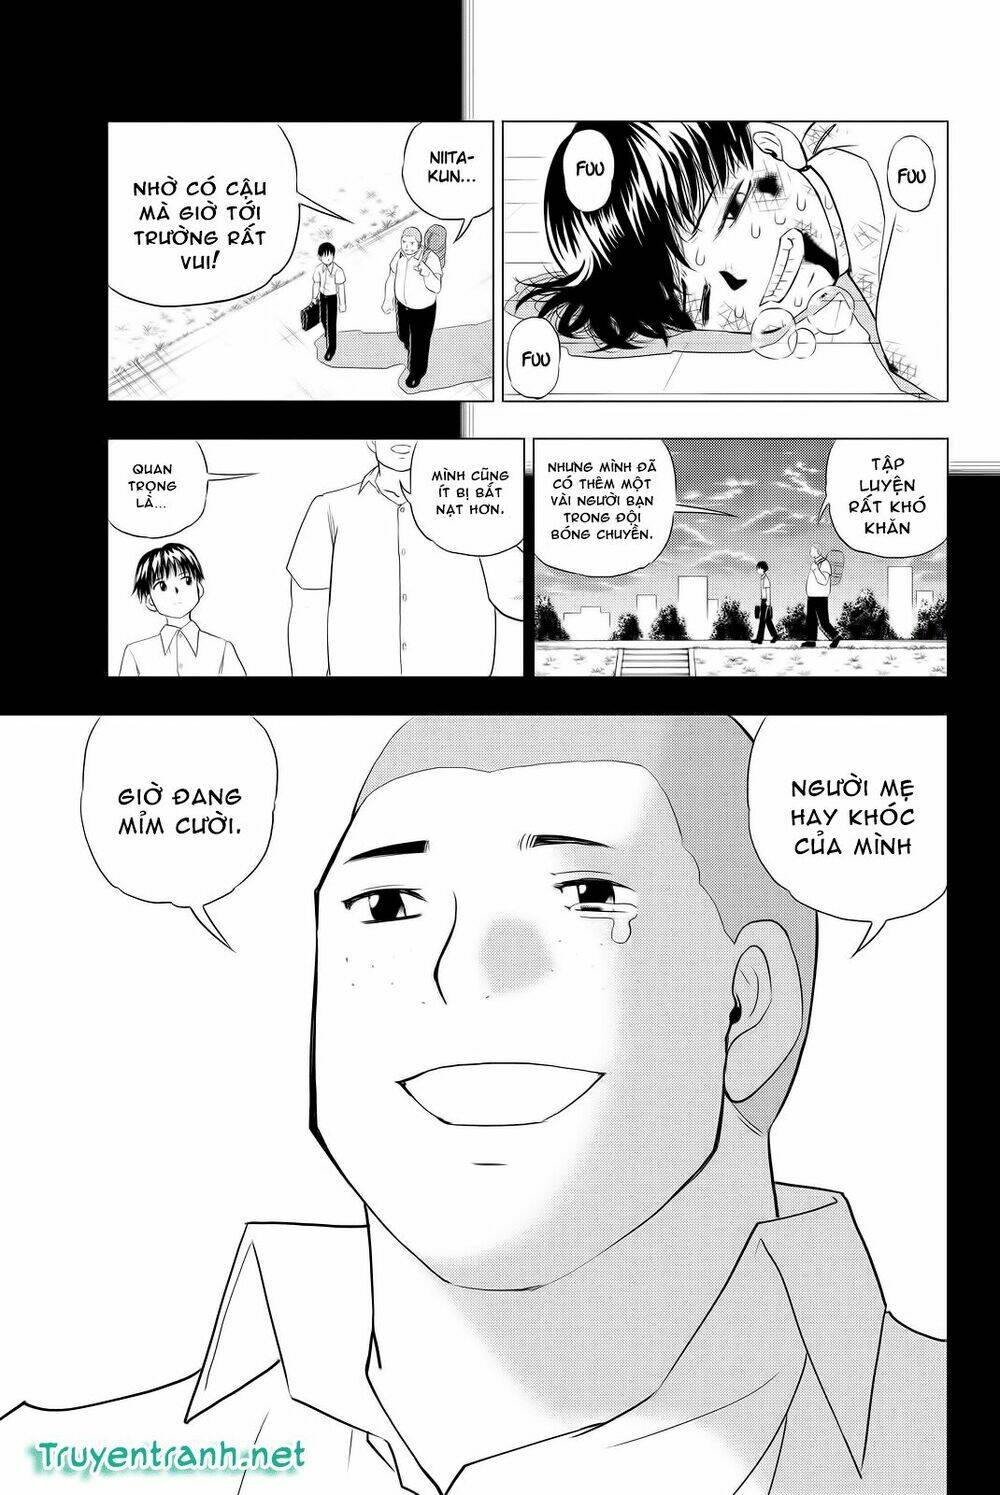 FUU
FUU
FUU
NIITA-
KUN...
NHỜ CÓ CẬU
MÀ GIỜ TỚI
TRƯỜNG RẤT
VUI!
TẬP
LUYỆN
RẤT KHÓ
KHĂN
NHƯNG MÌNH ĐÃ
CÓ THÊM MỘT
VÀI NGƯỜI BẠN
TRONG ĐỘI
BÓNG CHUYỀN.
MÌNH CŨNG
ÍT BỊ BẮT
NẠT HƠN.
QUAN
TRỌNG
LÀ...
NGƯỜI MẸ
HAY KHÓC
CỦA MÌNH
GIỜ ĐANG
MỈM CƯỜI.
Truyentranh.net